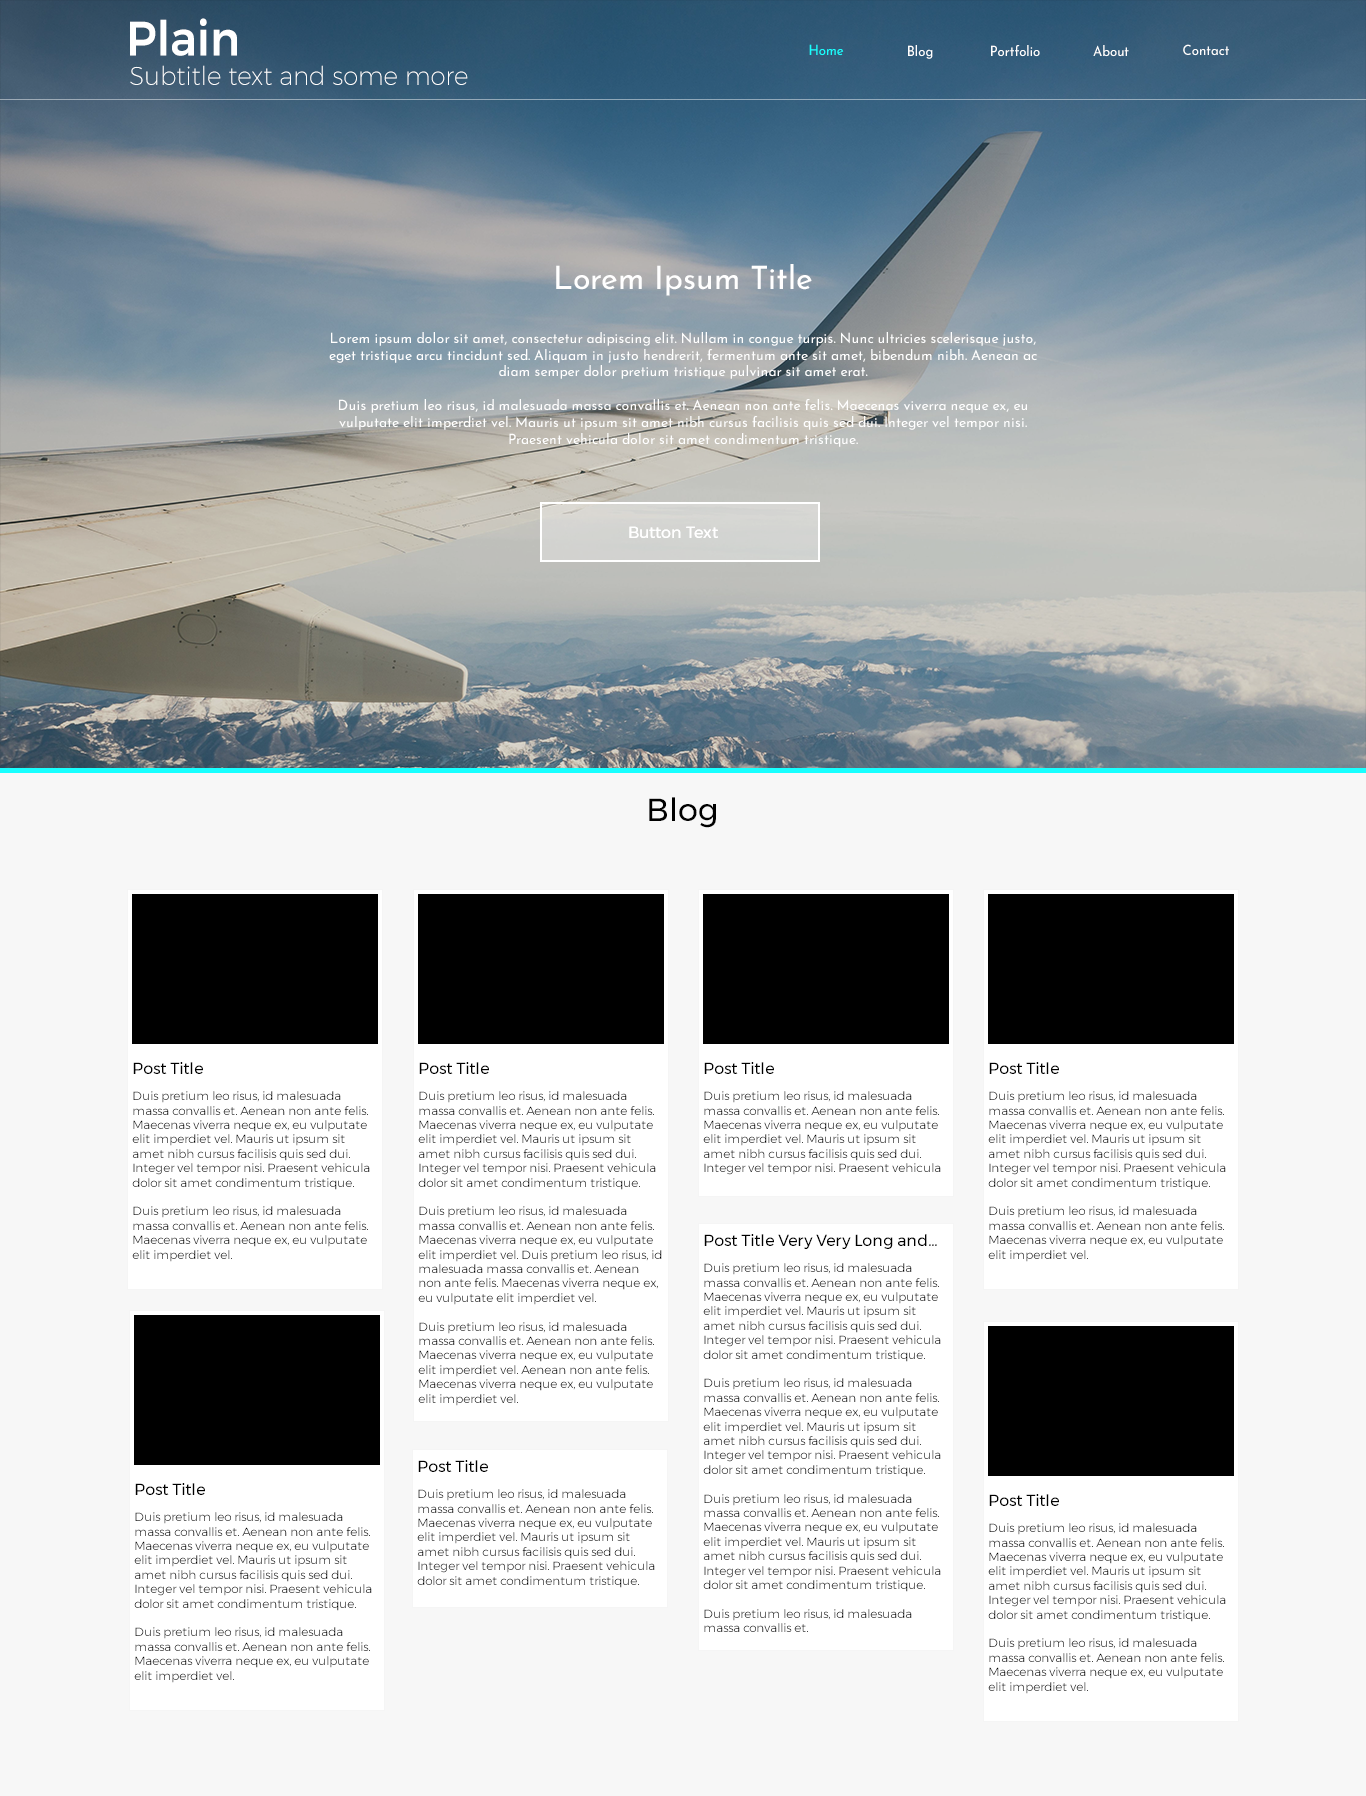 Plain
Subtitle text and some more
Home
Blog
Portfolio
About
Contact
Lorem Ipsum Title
Lorem ipsum dolor sit amet, consectetur adipiscing elit. Nullam in congue turpis. Nunc ultricies scelerisque justo,
eget tristique arcu tincidunt sed. Aliquam in justo hendrerit, fermentum ante sit amet, bibendum nibh. Aenean ac
diam semper dolor pretium tristique pulvinar sit amet erat.
Duis pretium leo risus, id malesuada massa convallis et. Aenean non ante felis. Maecenas viverra neque ex, eu
vulputate elit imperdiet vel. Mauris ut ipsum sit amet nibh cursus facilisis quis sed dui. Integer vel tempor nisi.
Praesent vehicula dolor sit amet condimentum tristique.
Button Text
Blog
Post Title
Duis pretium leo risus, id malesuada
massa convallis et. Aenean non ante felis.
Maecenas viverra neque ex, eu vulputate
elit imperdiet vel. Mauris ut ipsum sit
amet nibh cursus facilisis quis sed dui.
Integer vel tempor nisi. Praesent vehicula
dolor sit amet condimentum tristique.
Duis pretium leo risus, id malesuada
massa convallis et. Aenean non ante felis.
Maecenas viverra neque ex, eu vulputate
elit imperdiet vel.
Post Title
Duis pretium leo risus, id malesuada
massa convallis et. Aenean non ante felis.
Maecenas viverra neque ex, eu vulputate
elit imperdiet vel. Mauris ut ipsum sit
amet nibh cursus facilisis quis sed dui.
Integer vel tempor nisi. Praesent vehicula
dolor sit amet condimentum tristique.
Duis pretium leo risus, id malesuada
massa convallis et. Aenean non ante felis.
Maecenas viverra neque ex, eu vulputate
elit imperdiet vel.
Post Title
Duis pretium leo risus, id malesuada
massa convallis et. Aenean non ante felis.
Maecenas viverra neque ex, eu vulputate
elit imperdiet vel. Mauris ut ipsum sit
amet nibh cursus facilisis quis sed dui.
Integer vel tempor nisi. Praesent vehicula
dolor sit amet condimentum tristique.
Duis pretium leo risus, id malesuada
massa convallis et. Aenean non ante felis.
Maecenas viverra neque ex, eu vulputate
elit imperdiet vel. Duis pretium leo risus, id
malesuada massa convallis et. Aenean
non ante felis. Maecenas viverra neque ex,
eu vulputate elit imperdiet vel.
Duis pretium leo risus, id malesuada
massa convallis et. Aenean non ante felis.
Maecenas viverra neque ex, eu vulputate
elit imperdiet vel. Aenean non ante felis.
Maecenas viverra neque ex, eu vulputate
elit imperdiet vel.
Post Title
Duis pretium leo risus, id malesuada
massa convallis et. Aenean non ante felis.
Maecenas viverra neque ex, eu vulputate
elit imperdiet vel. Mauris ut ipsum sit
amet nibh cursus facilisis quis sed dui.
Integer vel tempor nisi. Praesent vehicula
dolor sit amet condimentum tristique.
Post Title
Duis pretium leo risus, id malesuada
massa convallis et. Aenean non ante felis.
Maecenas viverra neque ex, eu vulputate
elit imperdiet vel. Mauris ut ipsum sit
amet nibh cursus facilisis quis sed dui.
Integer vel tempor nisi. Praesent vehicula
Post Title Very Very Long and...
Duis pretium leo risus, id malesuada
massa convallis et. Aenean non ante felis.
Maecenas viverra neque ex, eu vulputate
elit imperdiet vel. Mauris ut ipsum sit
amet nibh cursus facilisis quis sed dui.
Integer vel tempor nisi. Praesent vehicula
dolor sit amet condimentum tristique.
Duis pretium leo risus, id malesuada
massa convallis et. Aenean non ante felis.
Maecenas viverra neque ex, eu vulputate
elit imperdiet vel. Mauris ut ipsum sit
amet nibh cursus facilisis quis sed dui.
Integer vel tempor nisi. Praesent vehicula
dolor sit amet condimentum tristique.
Duis pretium leo risus, id malesuada
massa convallis et. Aenean non ante felis.
Maecenas viverra neque ex, eu vulputate
elit imperdiet vel. Mauris ut ipsum sit
amet nibh cursus facilisis quis sed dui.
Integer vel tempor nisi. Praesent vehicula
dolor sit amet condimentum tristique.
Duis pretium leo risus, id malesuada
massa convallis et.
Post Title
Duis pretium leo risus, id malesuada
massa convallis et. Aenean non ante felis.
Maecenas viverra neque ex, eu vulputate
elit imperdiet vel. Mauris ut ipsum sit
amet nibh cursus facilisis quis sed dui.
Integer vel tempor nisi. Praesent vehicula
dolor sit amet condimentum tristique.
Duis pretium leo risus, id malesuada
massa convallis et. Aenean non ante felis.
Maecenas viverra neque ex, eu vulputate
elit imperdiet vel.
Post Title
Duis pretium leo risus, id malesuada
massa convallis et. Aenean non ante felis.
Maecenas viverra neque ex, eu vulputate
elit imperdiet vel. Mauris ut ipsum sit
amet nibh cursus facilisis quis sed dui.
Integer vel tempor nisi. Praesent vehicula
dolor sit amet condimentum tristique.
Duis pretium leo risus, id malesuada
massa convallis et. Aenean non ante felis.
Maecenas viverra neque ex, eu vulputate
elit imperdiet vel.